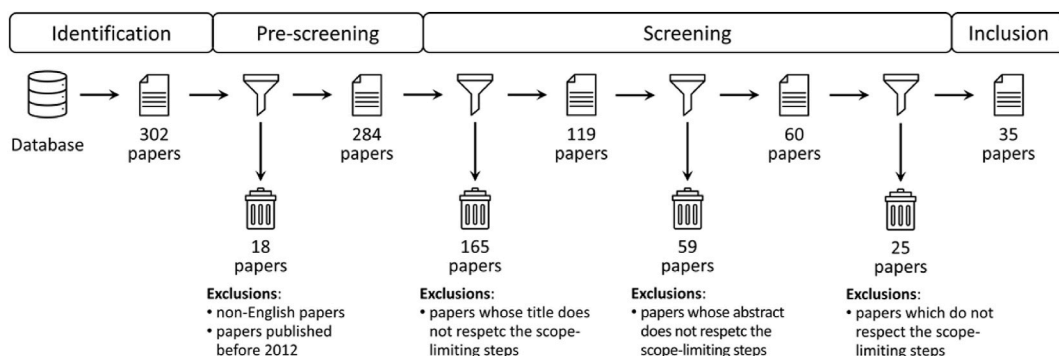 Identification
Pre-screening
Screening
Inclusion
Database
302
papers
284
papers
119
papers
60
papers
35
papers
18
papers
165
papers
59
papers
25
papers
Exclusions:
• non-English papers
• papers published
before 2012
Exclusions:
• papers whose title does
not respetc the scope-
limiting steps
Exclusions:
• papers whose abstract
does not respetc the
scope-limiting steps
Exclusions:
• papers which do not
respect the scope-
limiting steps